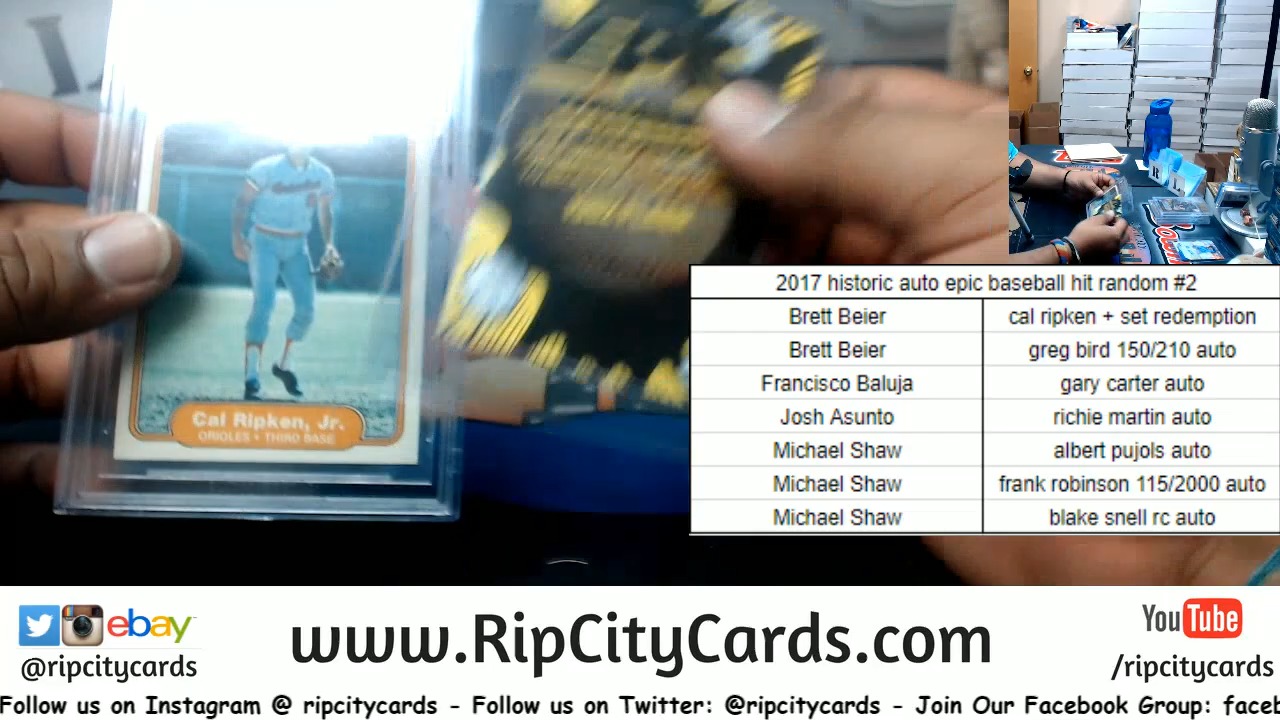 Cal Ripken, Jr.
ORIOLES • THIRD BASE
2017 historic auto epic baseball hit random #2
Brett Beier cal ripken + set redemption
Brett Beier greg bird 150/210 auto
Francisco Baluja gary carter auto
Josh Asunto richie martin auto
Michael Shaw albert pujols auto
Michael Shaw frank robinson 115/2000 auto
Michael Shaw blake snell rc auto
ebay
@ripcitycards
www.RipCityCards.com
YouTube
/ripcitycards
Follow us on Instagram @ ripcitycards - Follow us on Twitter: @ripcitycards - Join Our Facebook Group: faceb